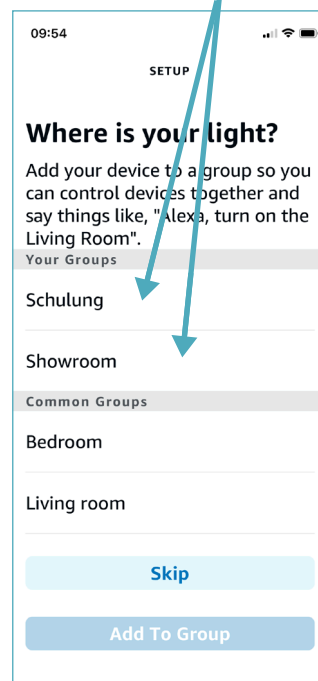 09:54
SETUP
Where is your light?
Add your device to a group so you
can control devices together and
say things like, "Alexa, turn on the
Living Room".
Your Groups
Schulung
Showroom
Common Groups
Bedroom
Living room
Skip
Add To Group